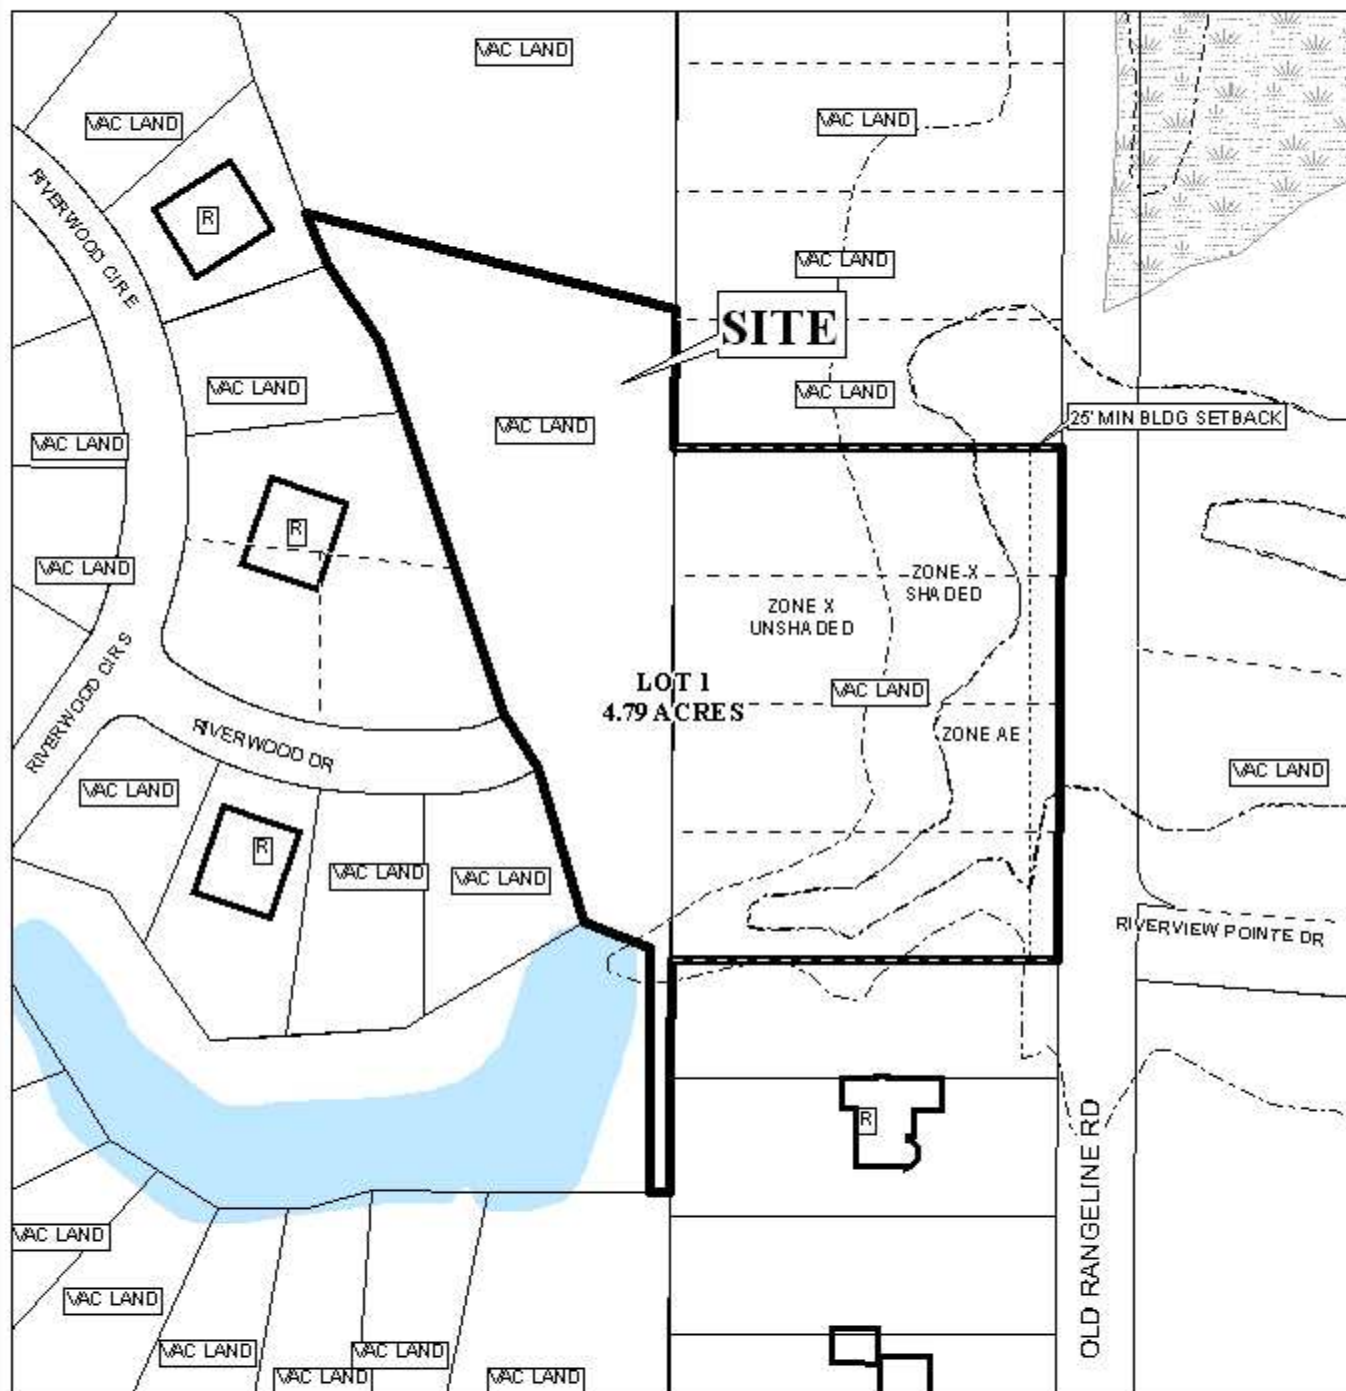 VAC LAND
VAC LAND
VAC LAND
RIVERWOOD CIR E
R
VAC LAND
SITE
VAC LAND
VAC LAND
VAC LAND
25' MIN BLDG SETBACK
VAC LAND
VAC LAND
R
VAC LAND
ZONE X
SHADED
ZONE X
UNSHADED
RIVERWOOD CIR S
LOT 1
4.79 ACRES
VAC LAND
RIVERWOOD DR
ZONE AE
VAC LAND
VAC LAND
R
VAC LAND
VAC LAND
RIVERVIEW POINTE DR
R
OLD RANGELINE RD
VAC LAND
VAC LAND
VAC LAND
VAC LAND
VAC LAND
VAC LAND